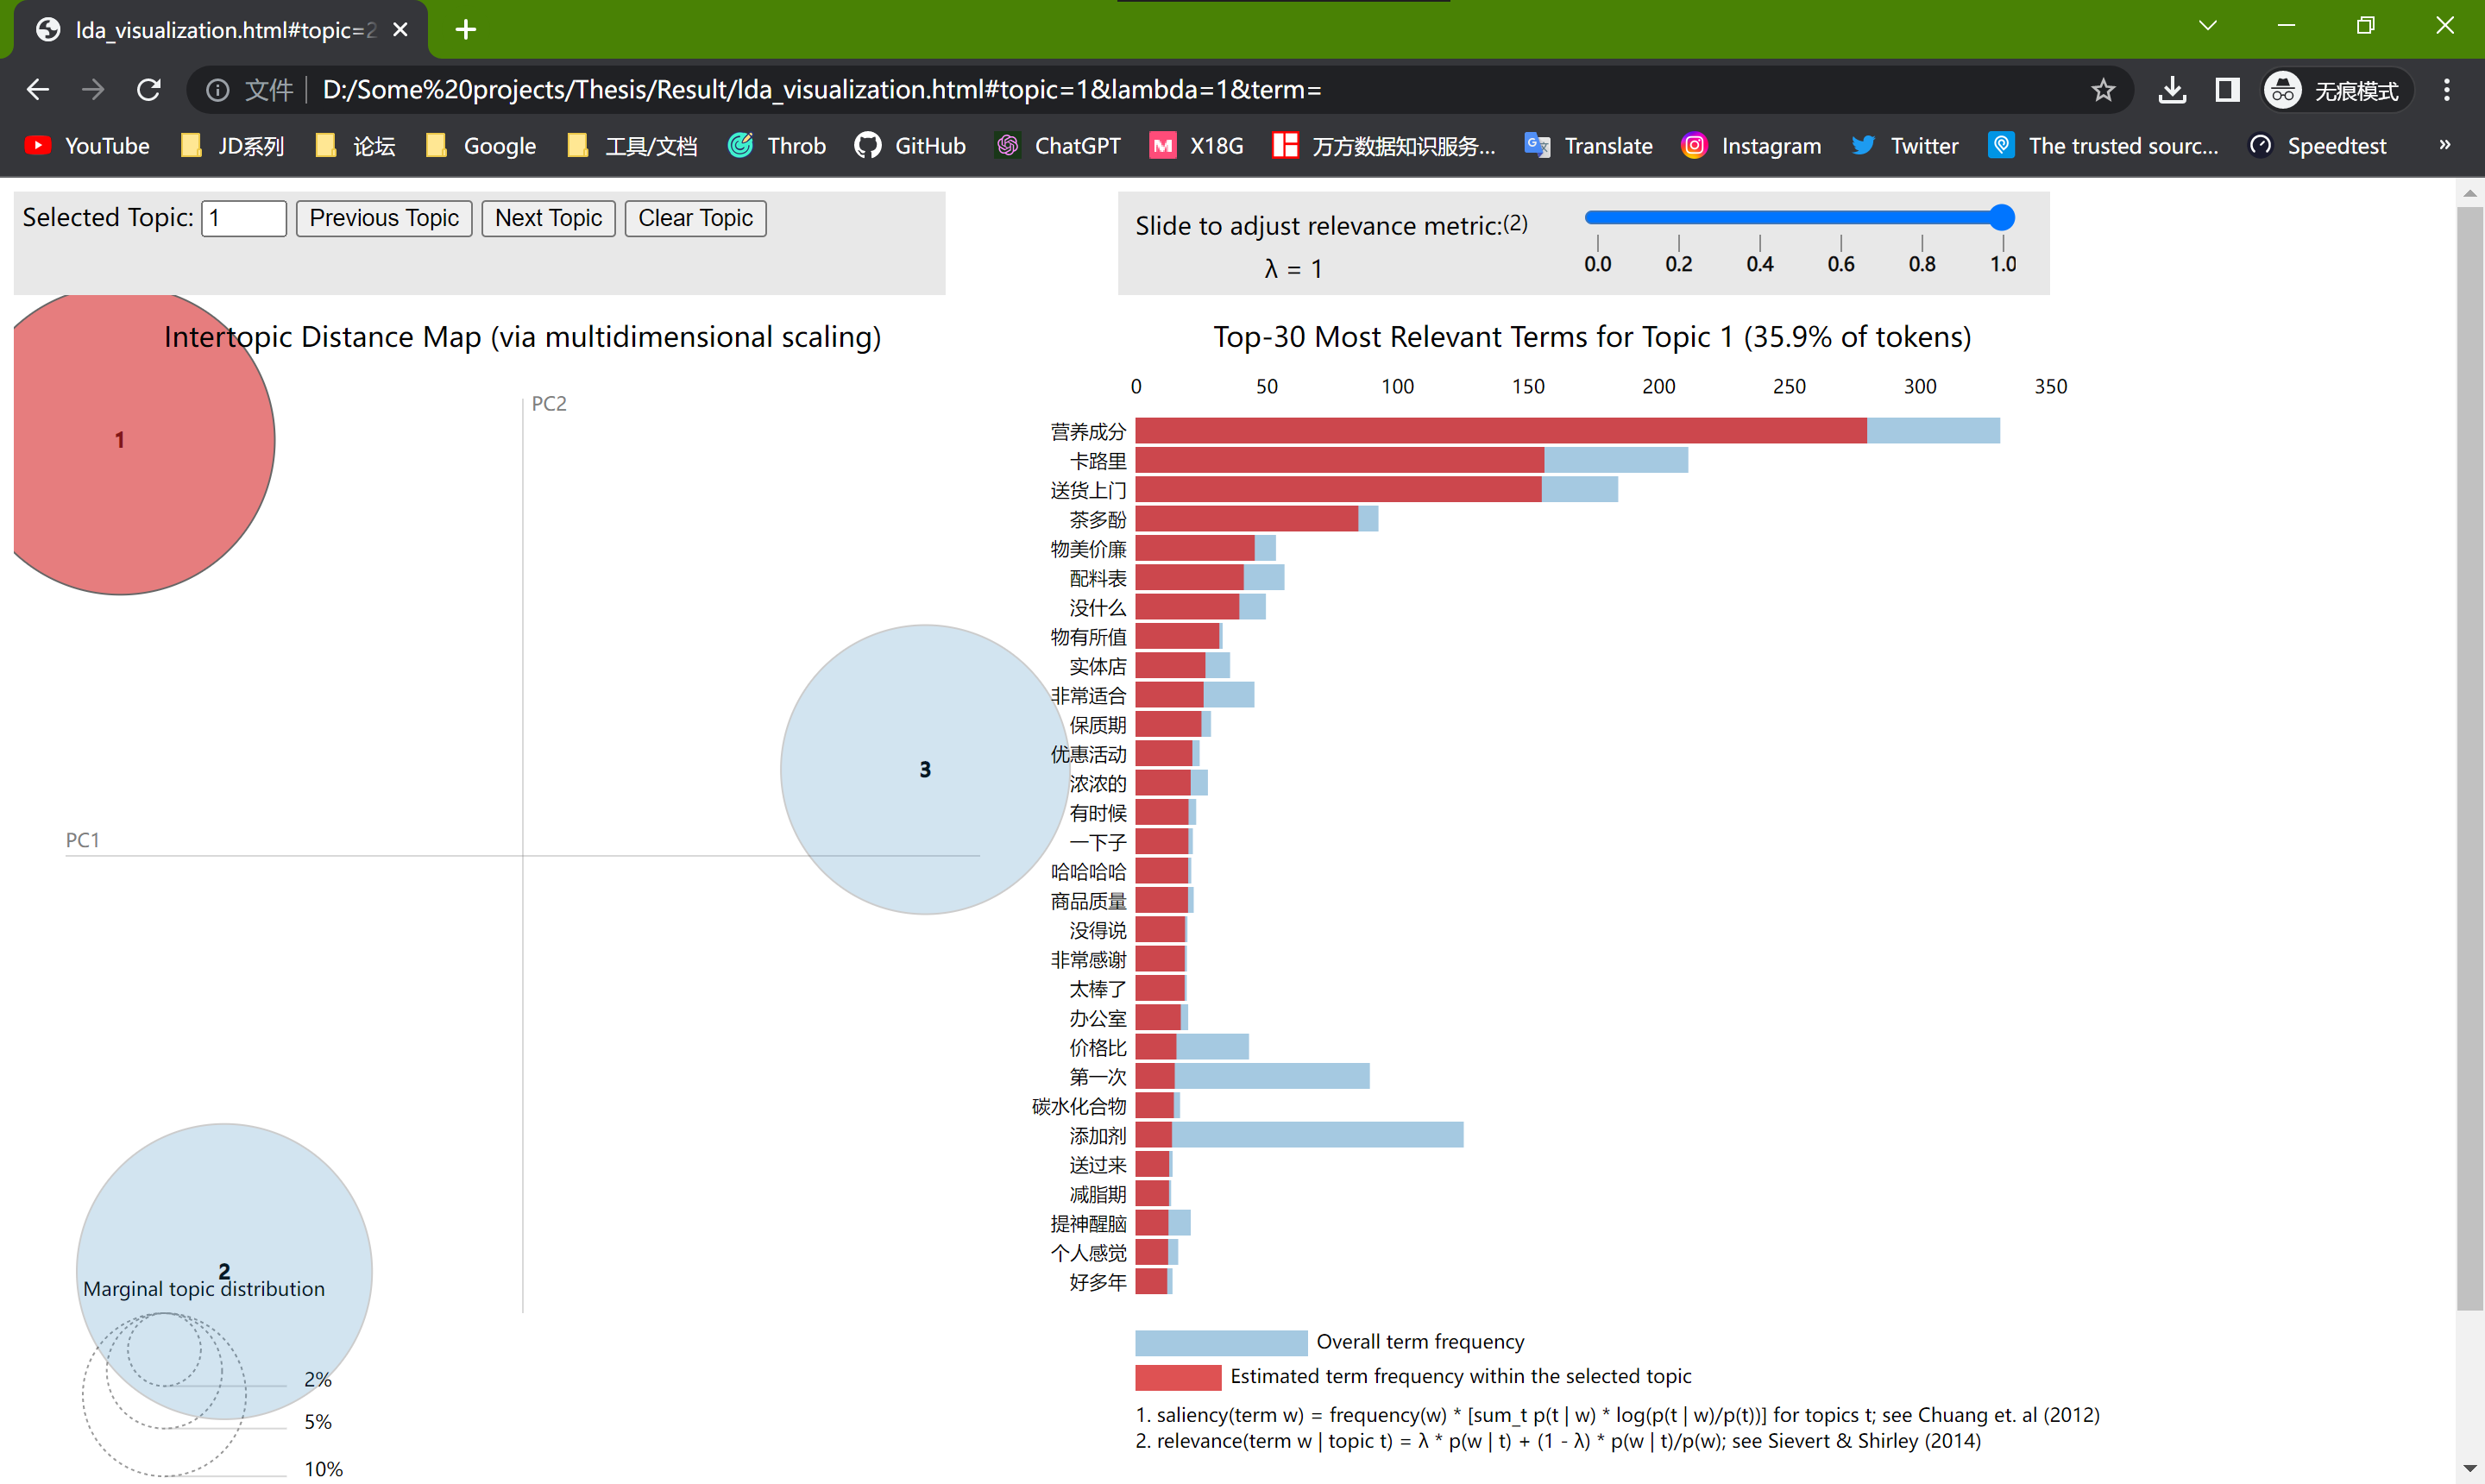 lda_visualization.html#topic=2
文件 D:/Some%20projects/Thesis/Result/lda_visualization.html#topic=1&lambda=1&term=
无痕模式
YouTube JD系列 论坛 Google 工具/文档 Throb GitHub ChatGPT X18G 万方数据知识服务... Translate Instagram Twitter The trusted sourc... Speedtest »
Selected Topic: 1 Previous Topic Next Topic Clear Topic
Slide to adjust relevance metric:(2)
λ = 1
0.0 0.2 0.4 0.6 0.8 1.0
Intertopic Distance Map (via multidimensional scaling)
PC2
1
3
PC1
2
Marginal topic distribution
2%
5%
10%
Top-30 Most Relevant Terms for Topic 1 (35.9% of tokens)
0 50 100 150 200 250 300 350
营养成分
卡路里
送货上门
茶多酚
物美价廉
配料表
没什么
物有所值
实体店
非常适合
保质期
优惠活动
浓浓的
有时候
一下子
哈哈哈哈
商品质量
没得说
非常感谢
太棒了
办公室
价格比
第一次
碳水化合物
添加剂
送过来
减脂期
提神醒脑
个人感觉
好多年
Overall term frequency
Estimated term frequency within the selected topic
1. saliency(term w) = frequency(w) * [sum_t p(t | w) * log(p(t | w)/p(t))] for topics t; see Chuang et. al (2012)
2. relevance(term w | topic t) = λ * p(w | t) + (1 - λ) * p(w | t)/p(w); see Sievert & Shirley (2014)